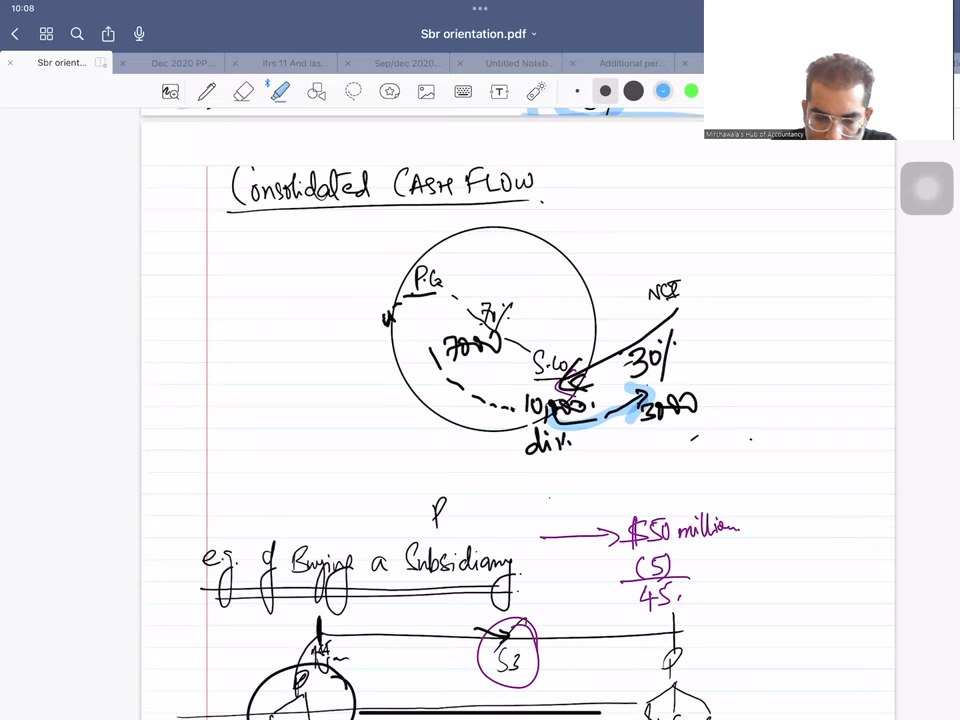 10:08
Sbr orientation.pdf
Sbr orient...
Dec 2020 PP...
ifrs 11 And ias...
Sep/dec 2020...
Untitled Noteb...
Additional per...
Mirchawala's Hub of Accountancy
Consolidated CASH FLOW
P.Co
NCI
70%
7000
S.Co
30%
10,000
3000
div.
P
e.g. of Buying a Subsidiary
$50 million
(5)
45.
S3
P
P